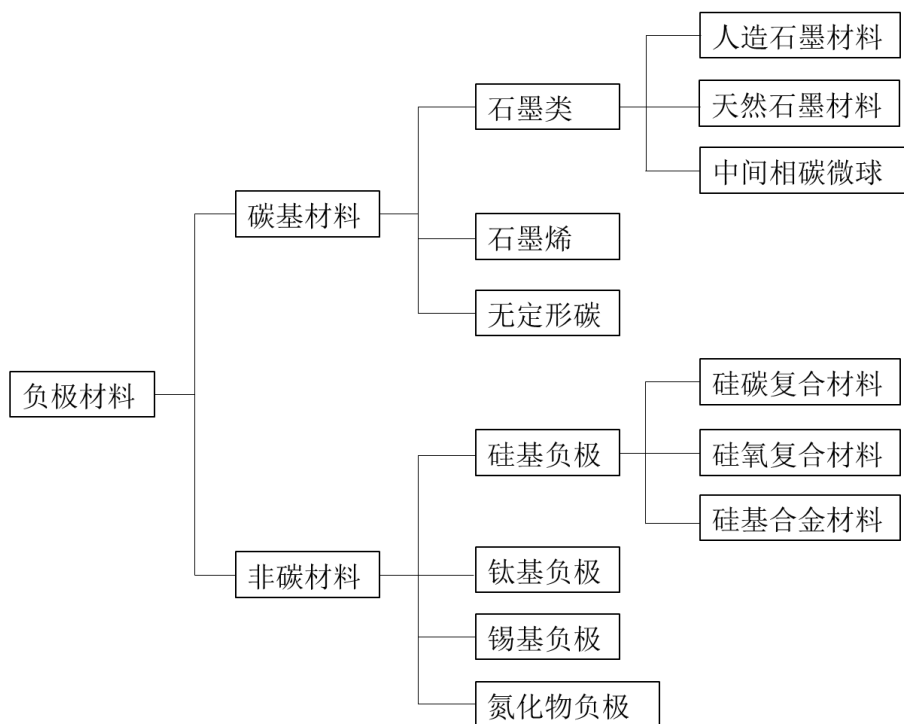 人造石墨材料
石墨类
天然石墨材料
中间相碳微球
碳基材料
石墨烯
无定形碳
负极材料
硅碳复合材料
硅基负极
硅氧复合材料
硅基合金材料
非碳材料
钛基负极
锡基负极
氮化物负极